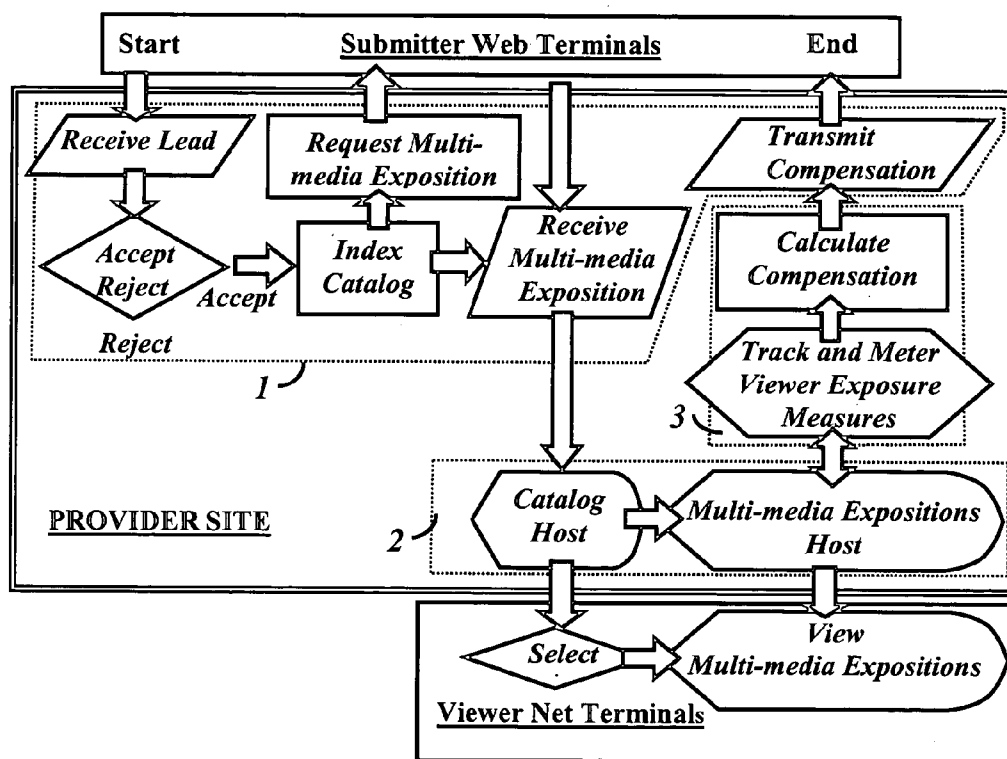 Start
Submitter Web Terminals
End
Receive Lead
Request Multi-
media Exposition
Transmit
Compensation
Accept
Reject
Accept
Index
Catalog
Receive
Multi-media
Exposition
Calculate
Compensation
Reject
1
Track and Meter
Viewer Exposure
Measures
3
PROVIDER SITE
2
Catalog
Host
Multi-media Expositions
Host
Select
View
Multi-media Expositions
Viewer Net Terminals